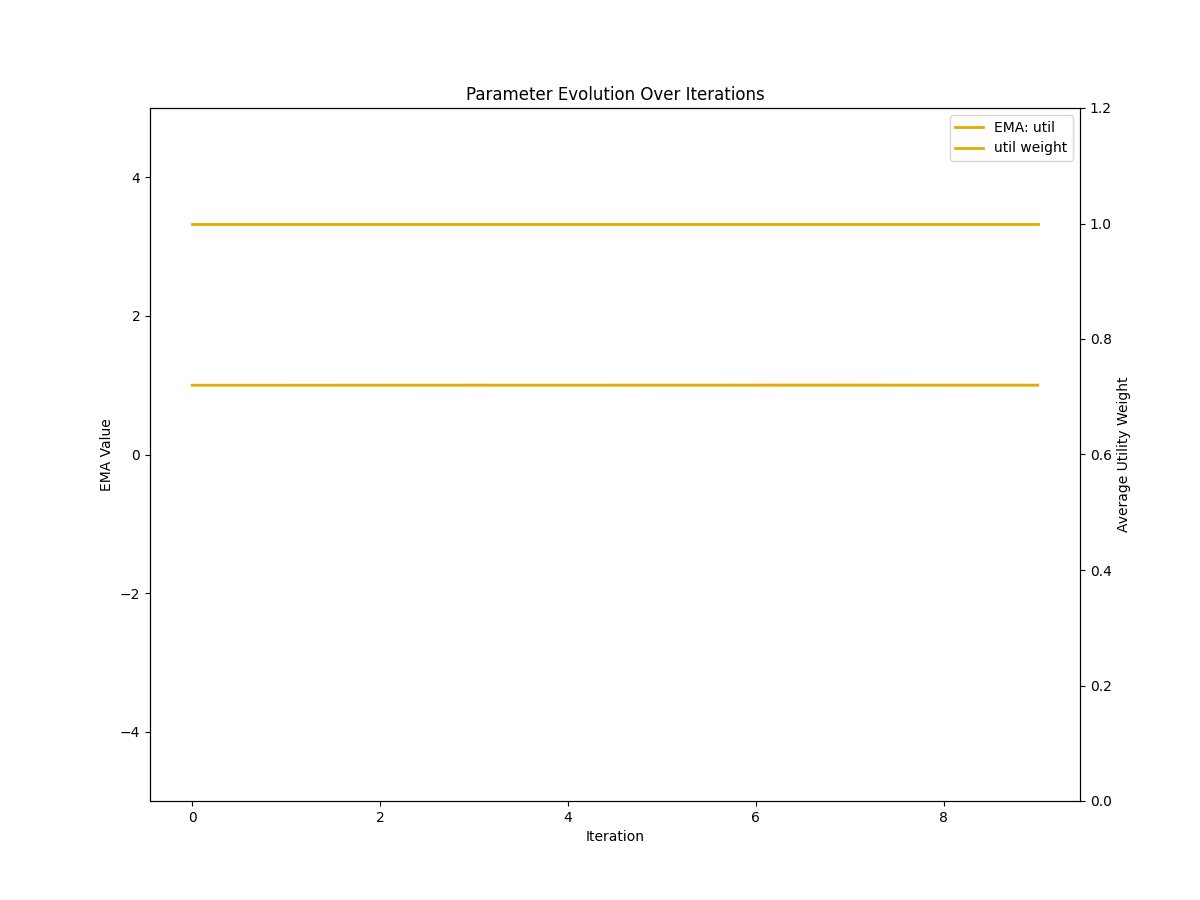 Parameter Evolution Over Iterations
EMA: util
util weight
4
2
0
−2
−4
EMA Value
1.2
1.0
0.8
0.6
0.4
0.2
0.0
Average Utility Weight
0 2 4 6 8
Iteration